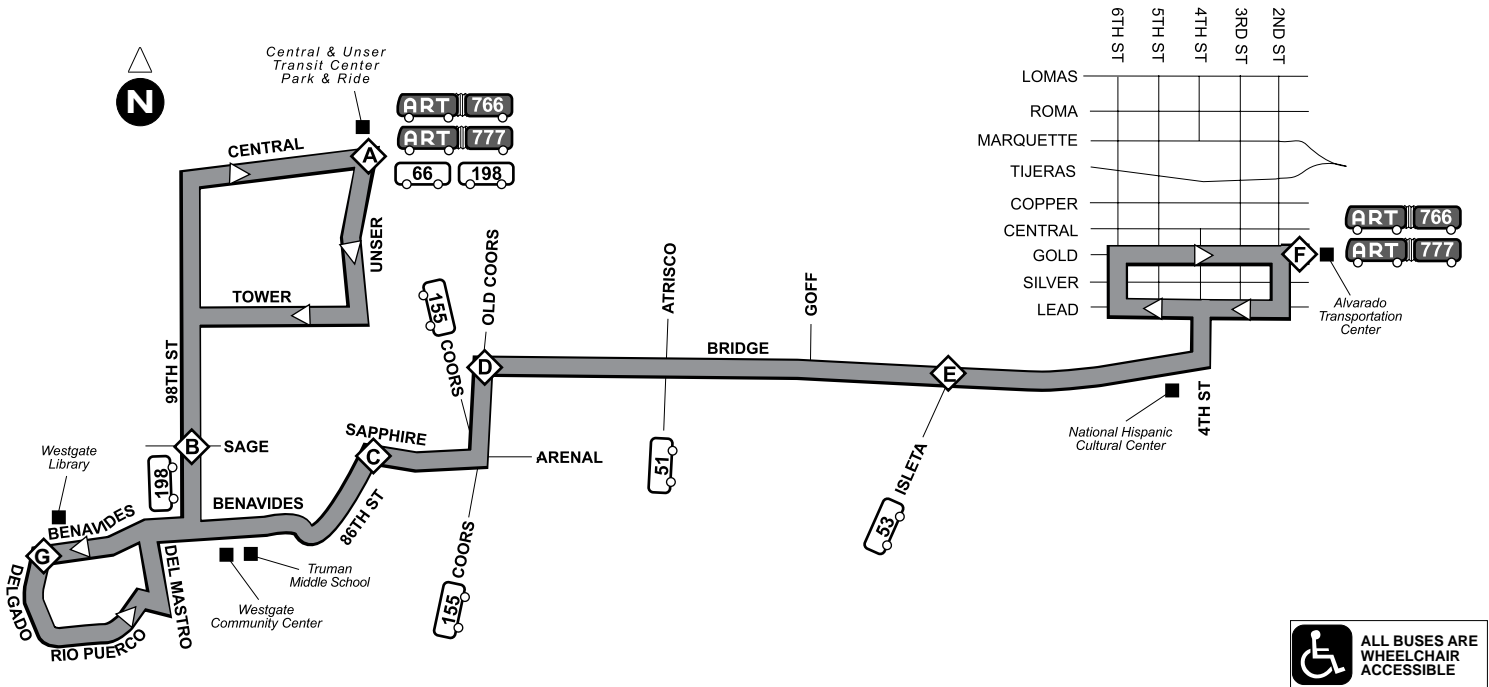 6TH ST
5TH ST
4TH ST
3RD ST
2ND ST
LOMAS
ROMA
MARQUETTE
TIJERAS
COPPER
CENTRAL
GOLD
SILVER
LEAD
F
ART 766
ART 777
Alvarado
Transportation
Center
N
Central & Unser
Transit Center
Park & Ride
A
ART 766
ART 777
66 198
CENTRAL
UNSER
TOWER
98TH ST
B
SAGE
198
Westgate
Library
BENAVIDES
G
DELGADO
RIO PUERCO
DEL MASTRO
BENAVIDES
Truman
Middle School
Westgate
Community Center
86TH ST
SAPPHIRE
C
155
COORS
OLD COORS
D
ARENAL
COORS
155
ATRISCO
51
BRIDGE
GOFF
E
ISLETA
53
National Hispanic
Cultural Center
4TH ST
ALL BUSES ARE
WHEELCHAIR
ACCESSIBLE